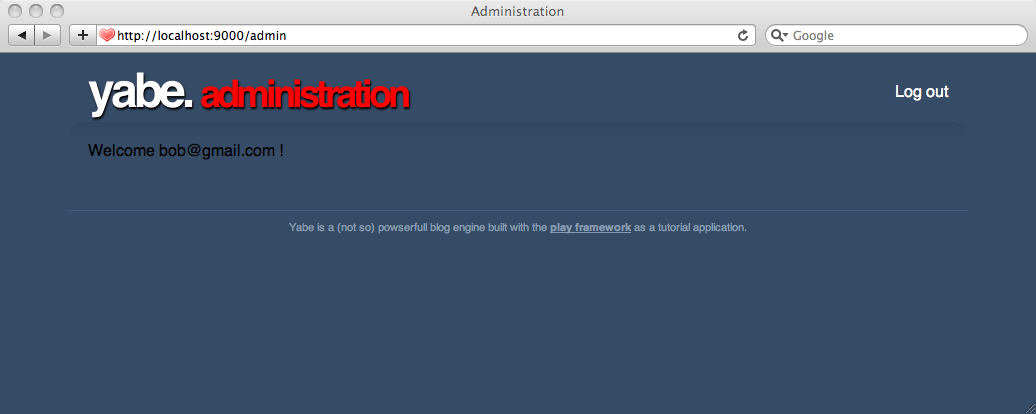 Administration
http://localhost:9000/admin
Google
yabe. administration
Log out
Welcome bob@gmail.com !
Yabe is a (not so) powserfull blog engine built with the play framework as a tutorial application.